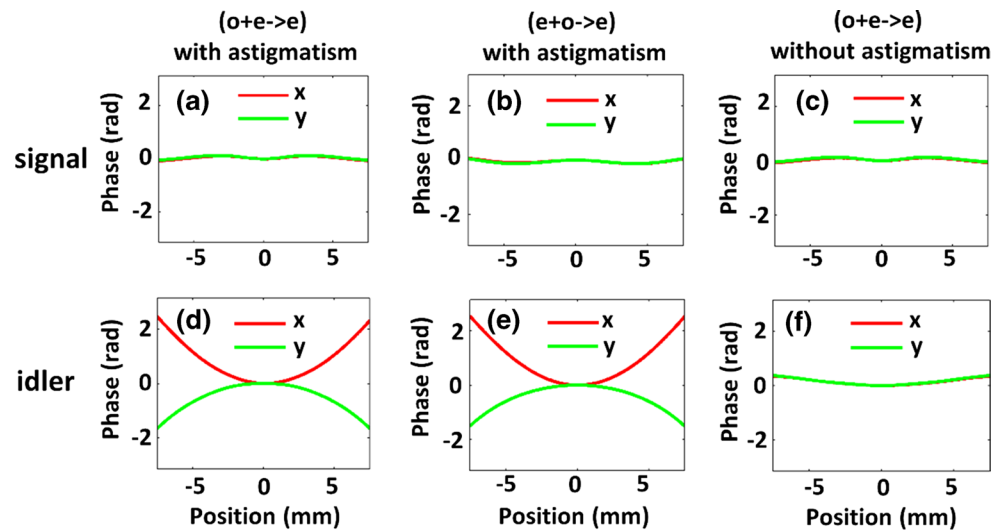 (o+e->e)
with astigmatism
(e+o->e)
with astigmatism
(o+e->e)
without astigmatism
signal
Phase (rad)
2
0
-2
(a)
x
y
-5
0
5
Phase (rad)
2
0
-2
(b)
x
y
-5
0
5
Phase (rad)
2
0
-2
(c)
x
y
-5
0
5
idler
Phase (rad)
2
0
-2
(d)
x
y
-5
0
5
Position (mm)
Phase (rad)
2
0
-2
(e)
x
y
-5
0
5
Position (mm)
Phase (rad)
2
0
-2
(f)
x
y
-5
0
5
Position (mm)